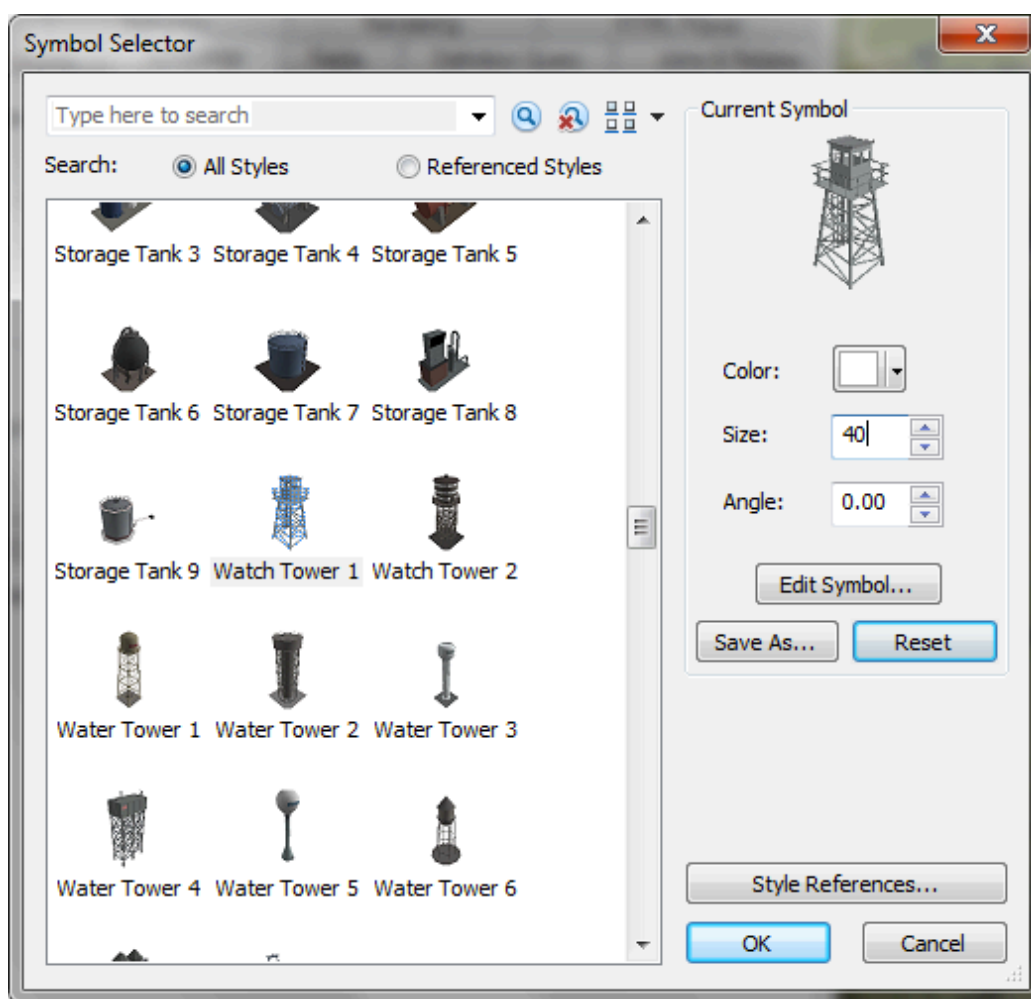 Symbol Selector
Type here to search
Search:
All Styles
Referenced Styles
Storage Tank 3 Storage Tank 4 Storage Tank 5
Storage Tank 6 Storage Tank 7 Storage Tank 8
Storage Tank 9 Watch Tower 1 Watch Tower 2
Water Tower 1 Water Tower 2 Water Tower 3
Water Tower 4 Water Tower 5 Water Tower 6
Current Symbol
Color:
Size: 40
Angle: 0.00
Edit Symbol...
Save As... Reset
Style References...
OK Cancel